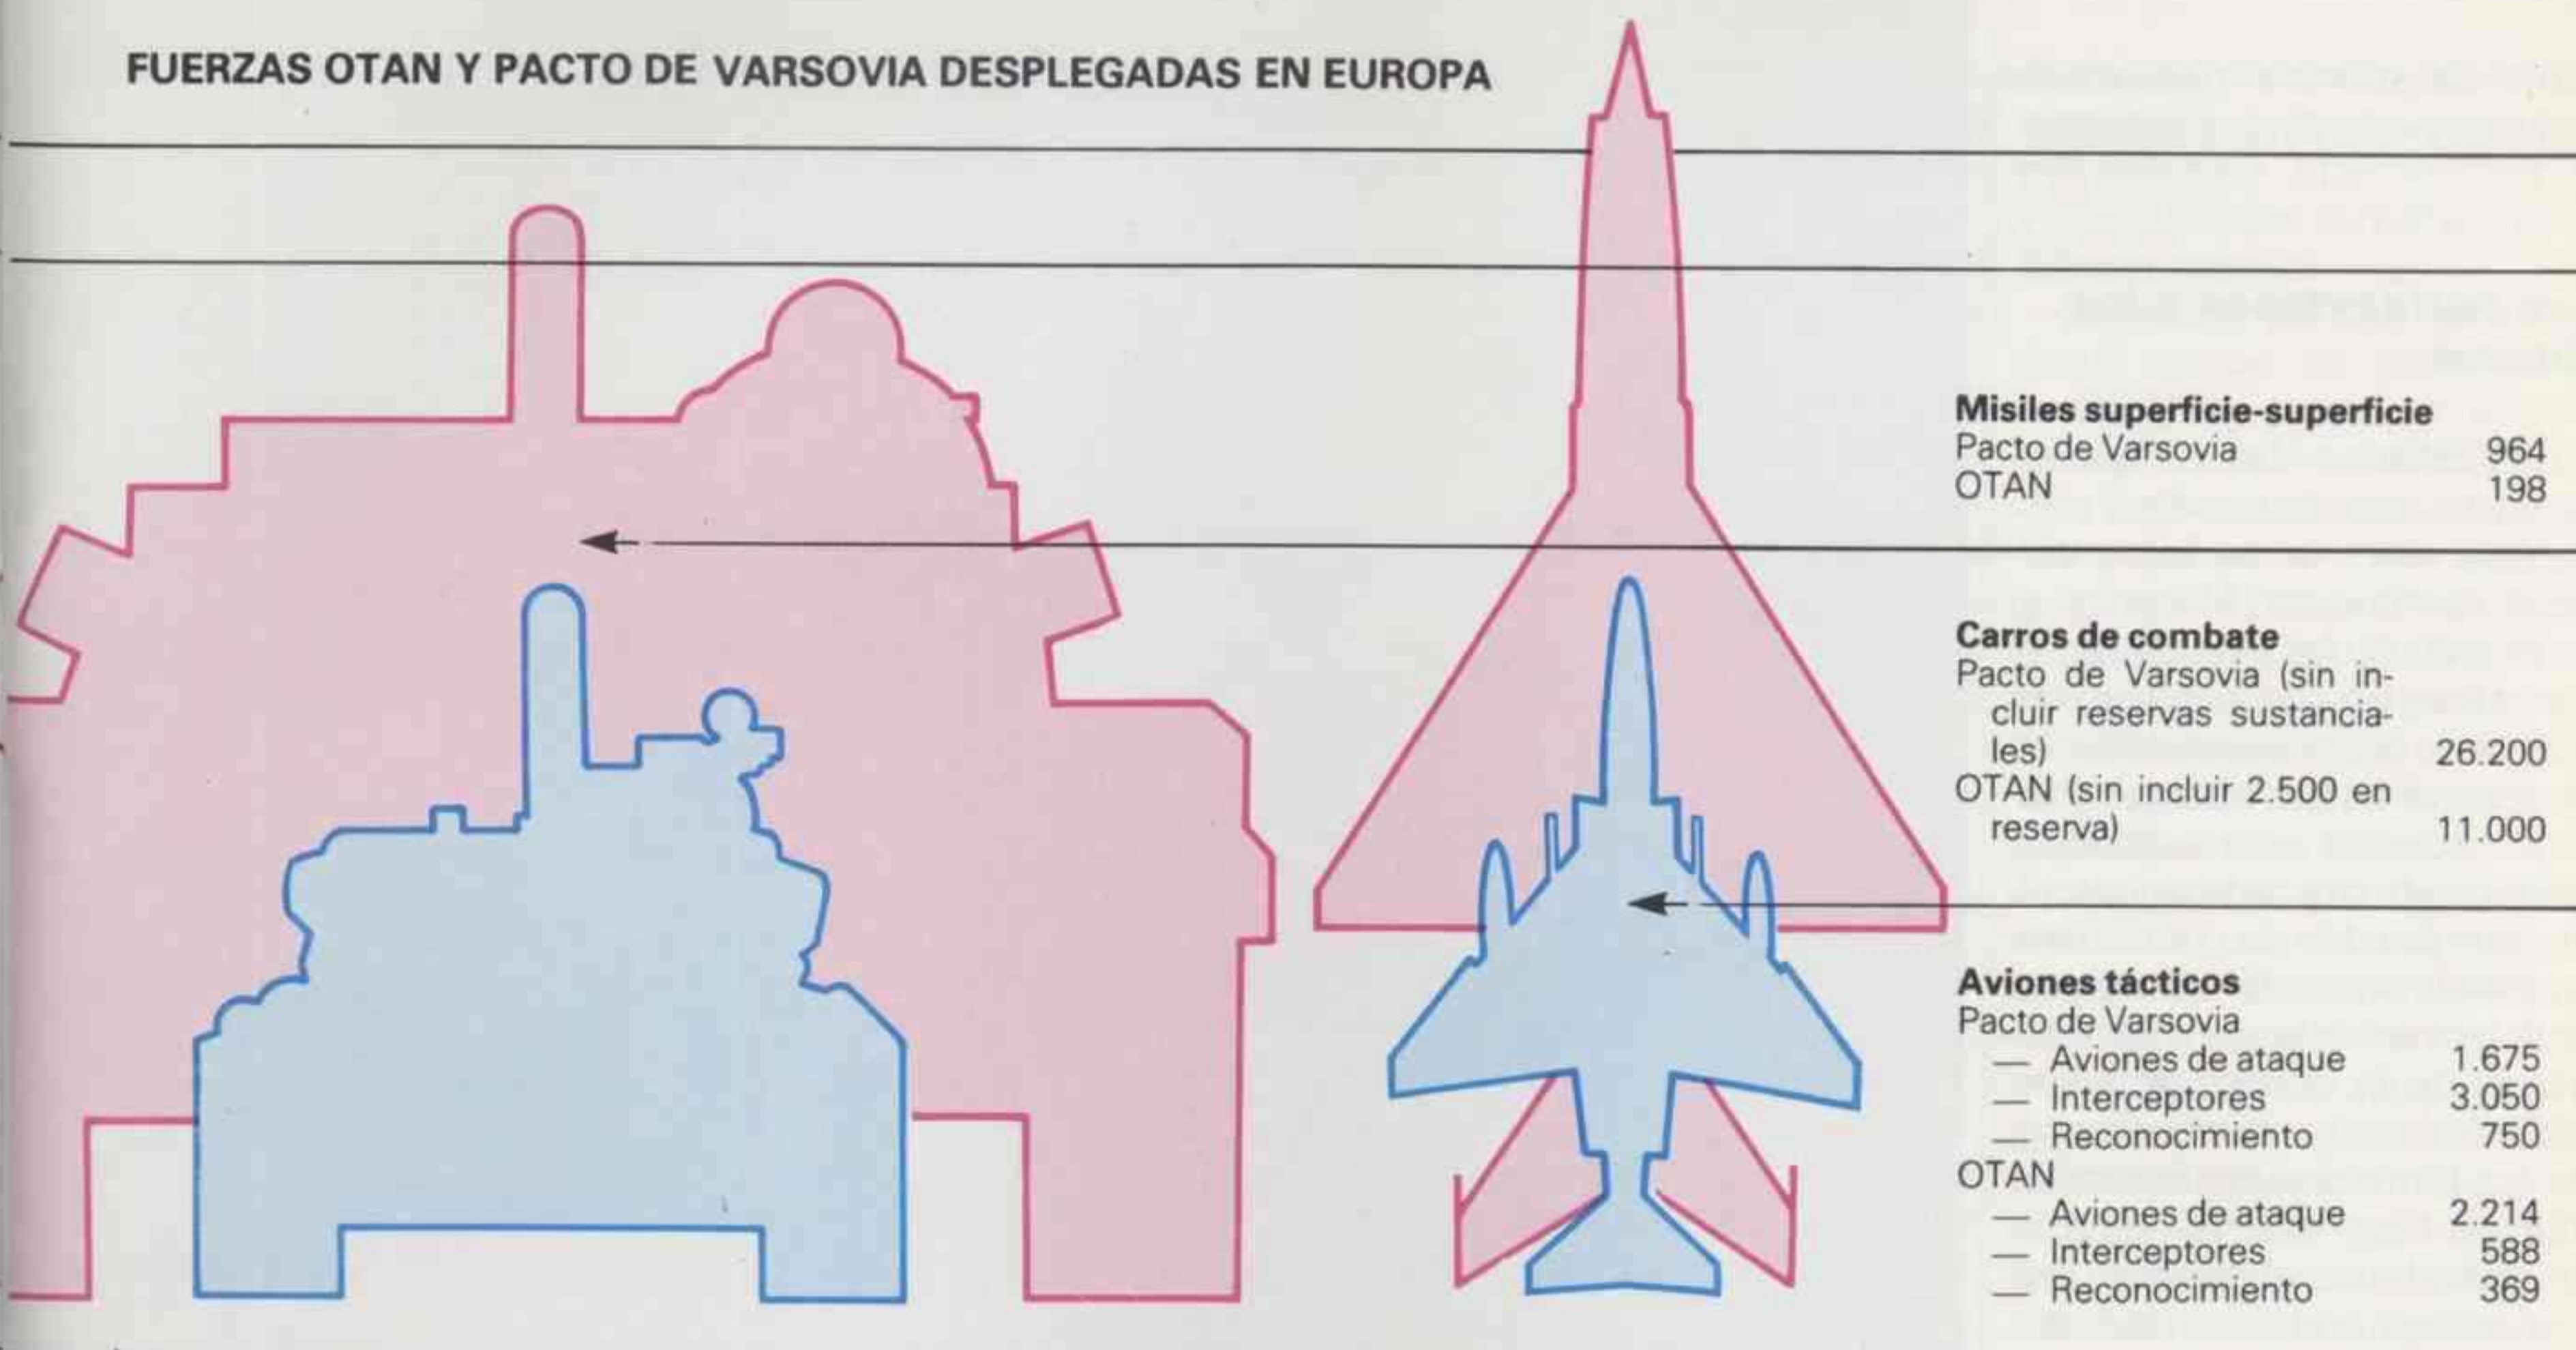 FUERZAS OTAN Y PACTO DE VARSOVIA DESPLEGADAS EN EUROPA
Misiles superficie-superficie
Pacto de Varsovia 964
OTAN 198
Carros de combate
Pacto de Varsovia (sin in-
cluir reservas sustancia-
les) 26.200
OTAN (sin incluir 2.500 en
reserva) 11.000
Aviones tácticos
Pacto de Varsovia
— Aviones de ataque 1.675
— Interceptores 3.050
— Reconocimiento 750
OTAN
— Aviones de ataque 2.214
— Interceptores 588
— Reconocimiento 369